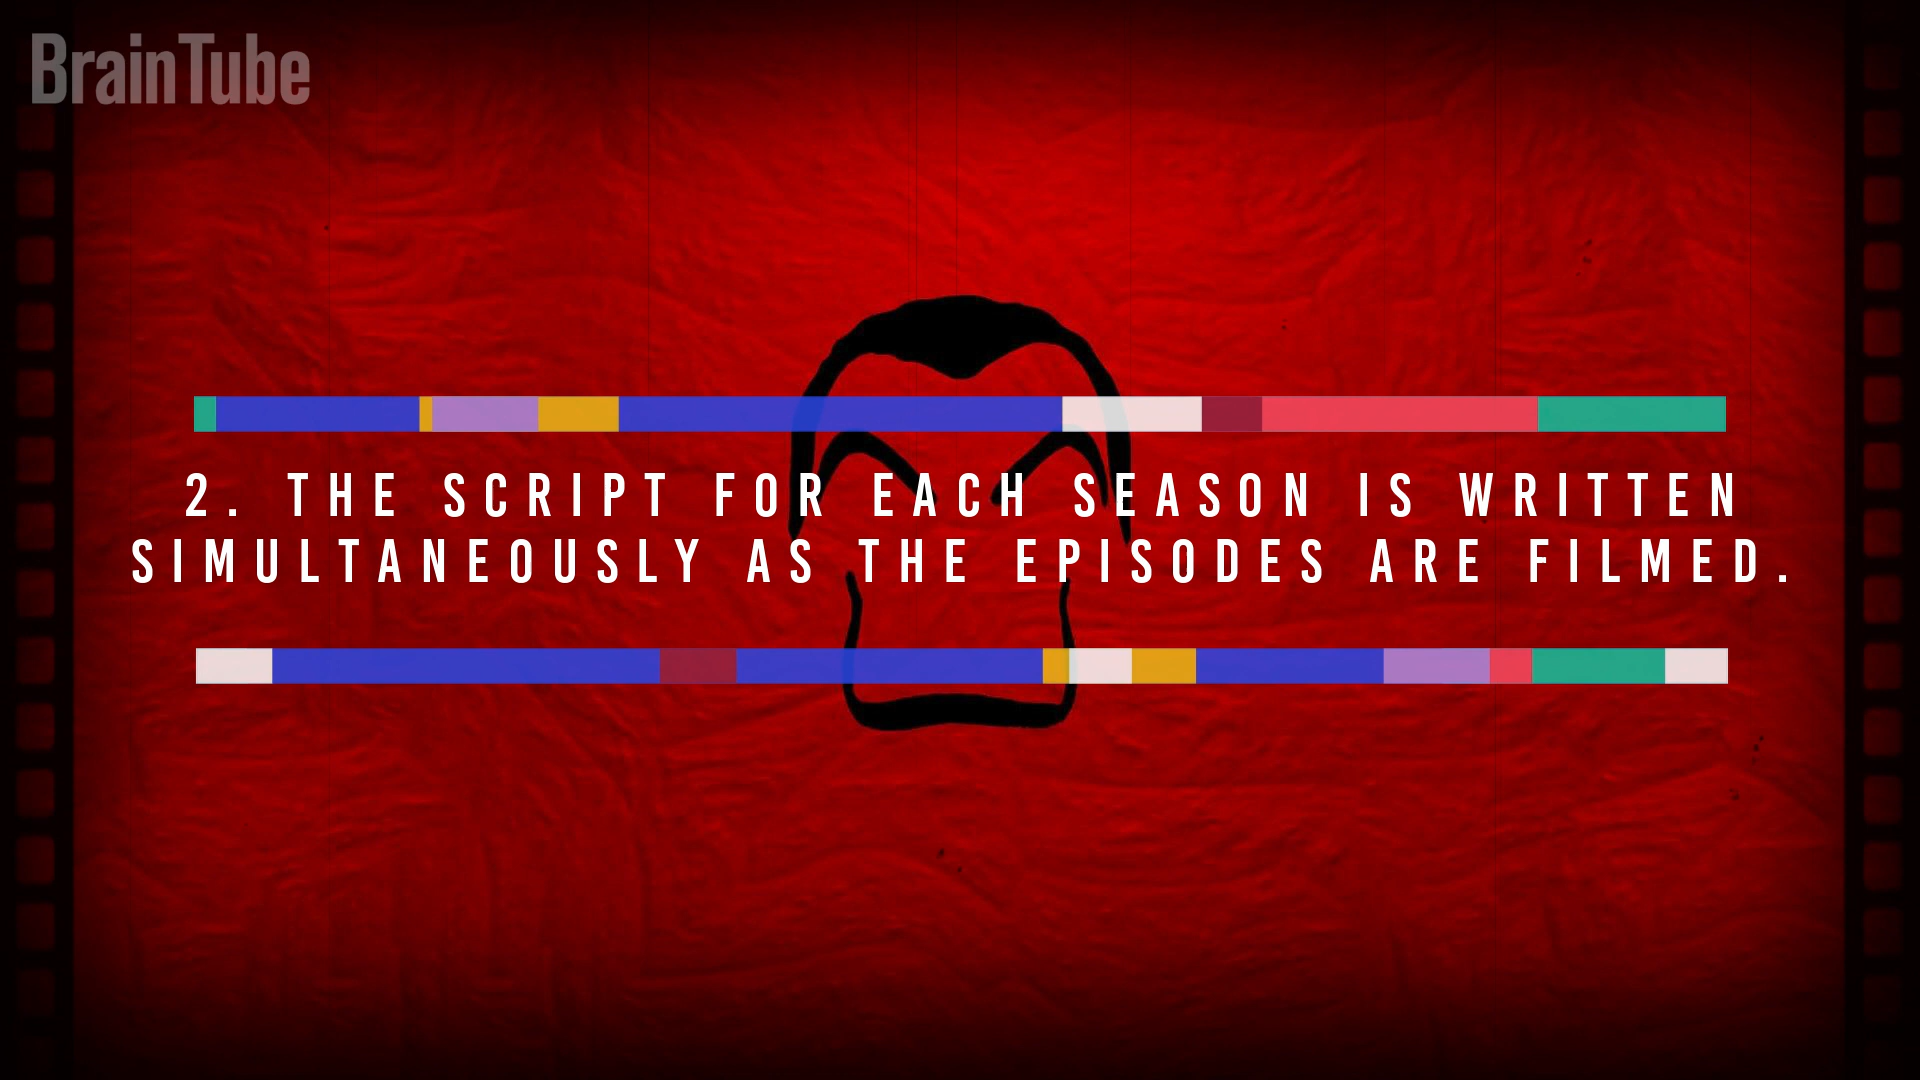 BrainTube
2. THE SCRIPT FOR EACH SEASON IS WRITTEN
SIMULTANEOUSLY AS THE EPISODES ARE FILMED.